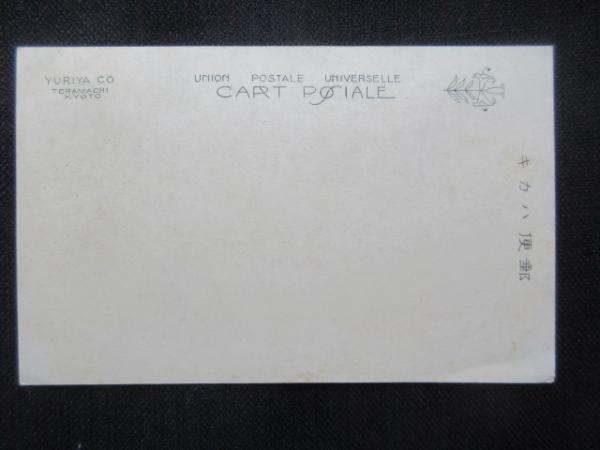 YURIYA CO
TERAMACHI
KYOTO
UNION POSTALE UNIVERSELLE
CART POSTALE
キカハ便郵